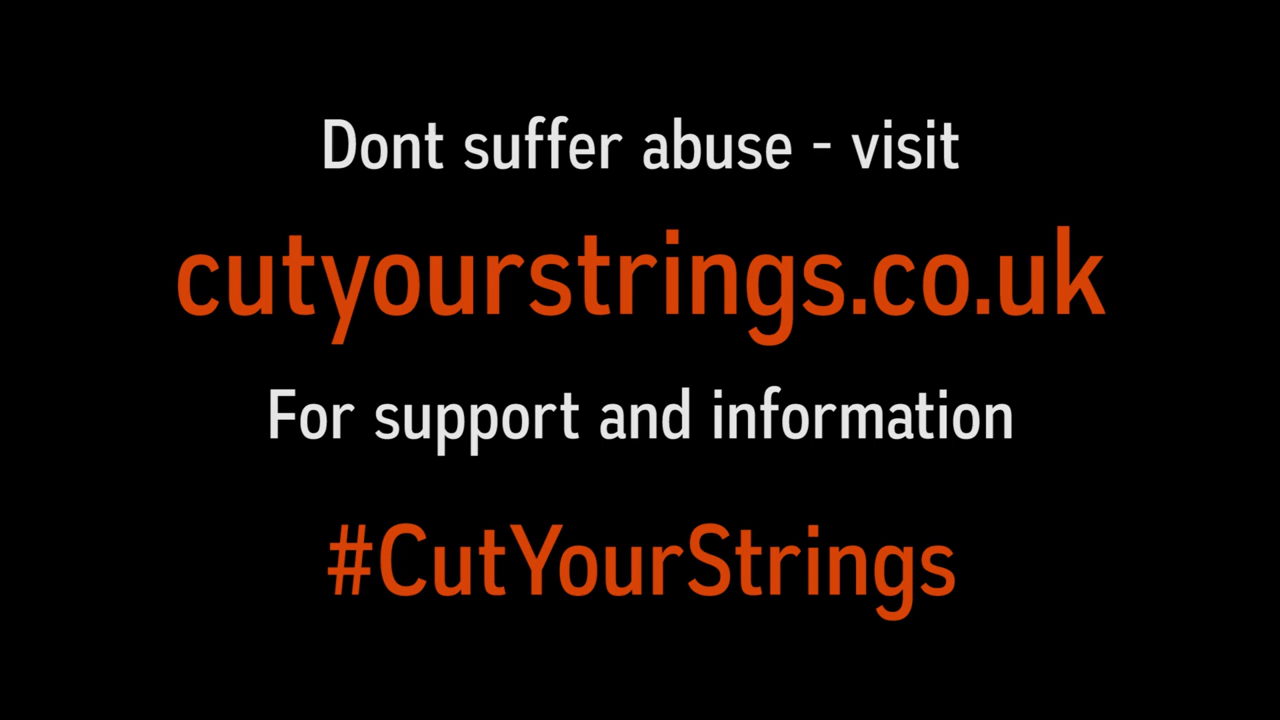 Dont suffer abuse - visit
cutyourstrings.co.uk
For support and information
#CutYourStrings